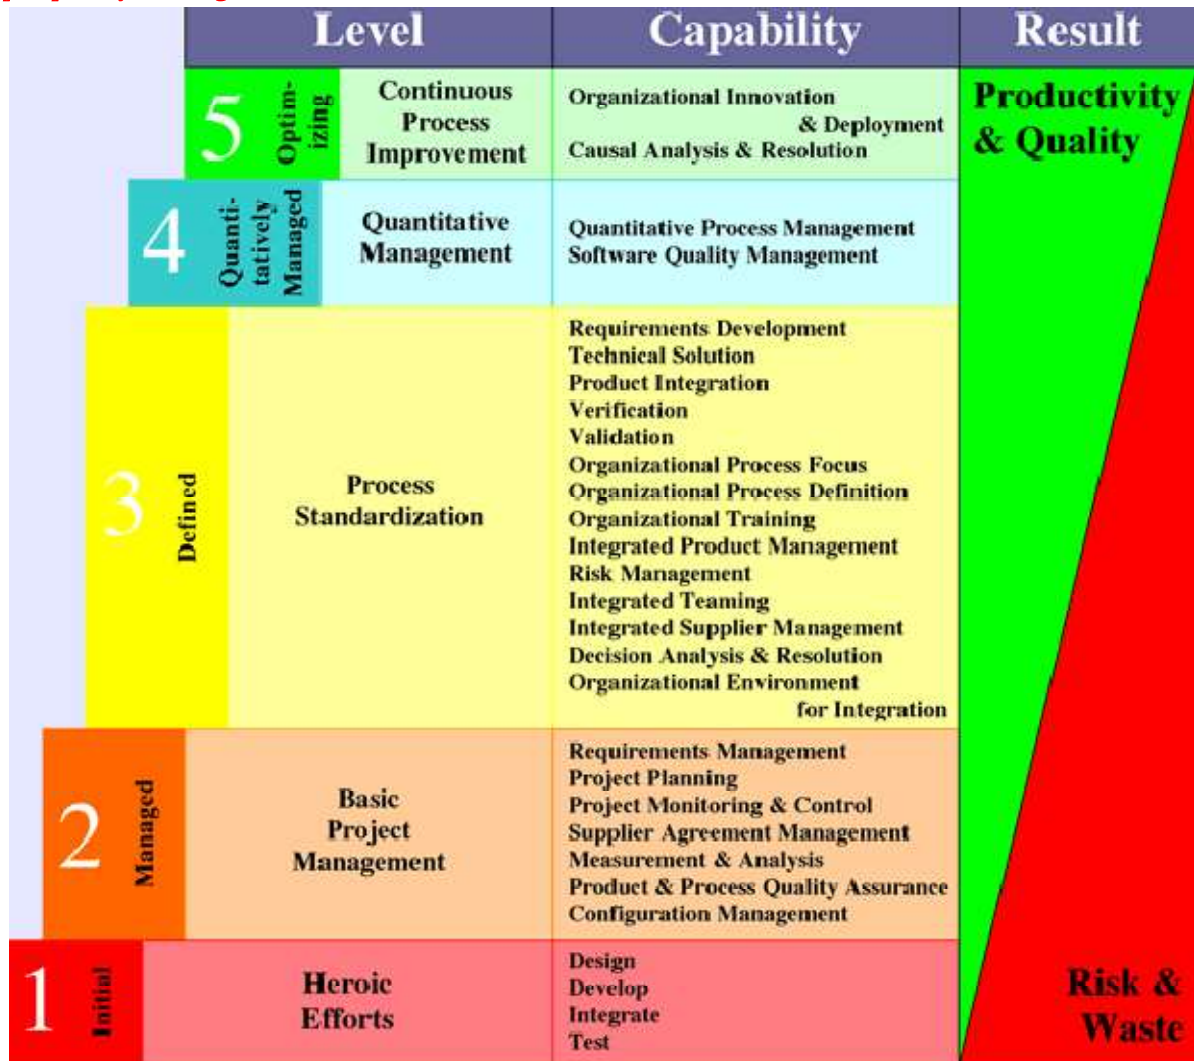 Level
Capability
Result
5
Optim-
izing
Continuous
Process
Improvement
Organizational Innovation
& Deployment
Causal Analysis & Resolution
Productivity
& Quality
4
Quanti-
tatively
Managed
Quantitative
Management
Quantitative Process Management
Software Quality Management
3
Defined
Process
Standardization
Requirements Development
Technical Solution
Product Integration
Verification
Validation
Organizational Process Focus
Organizational Process Definition
Organizational Training
Integrated Product Management
Risk Management
Integrated Teaming
Integrated Supplier Management
Decision Analysis & Resolution
Organizational Environment
for Integration
2
Managed
Basic
Project
Management
Requirements Management
Project Planning
Project Monitoring & Control
Supplier Agreement Management
Measurement & Analysis
Product & Process Quality Assurance
Configuration Management
1
Initial
Heroic
Efforts
Design
Develop
Integrate
Test
Risk &
Waste